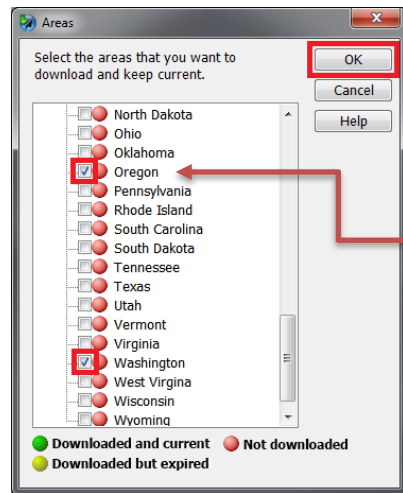 Areas
Select the areas that you want to
download and keep current.
OK
Cancel
Help
North Dakota
Ohio
Oklahoma
Oregon
Pennsylvania
Rhode Island
South Carolina
South Dakota
Tennessee
Texas
Utah
Vermont
Virginia
Washington
West Virgina
Wisconsin
Wyoming
Downloaded and current Not downloaded
Downloaded but expired